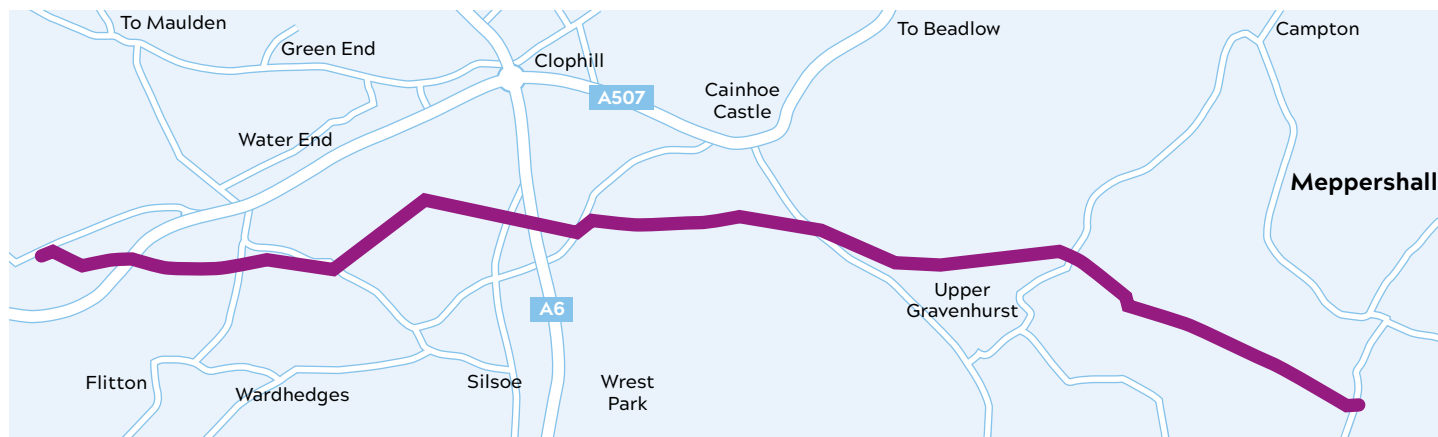 To Maulden
Green End
Clophill
To Beadlow
Campton
A507
Cainhoe
Castle
Water End
Meppershall
Upper
Gravenhurst
A6
Flitton
Wardhedges
Silsoe
Wrest
Park